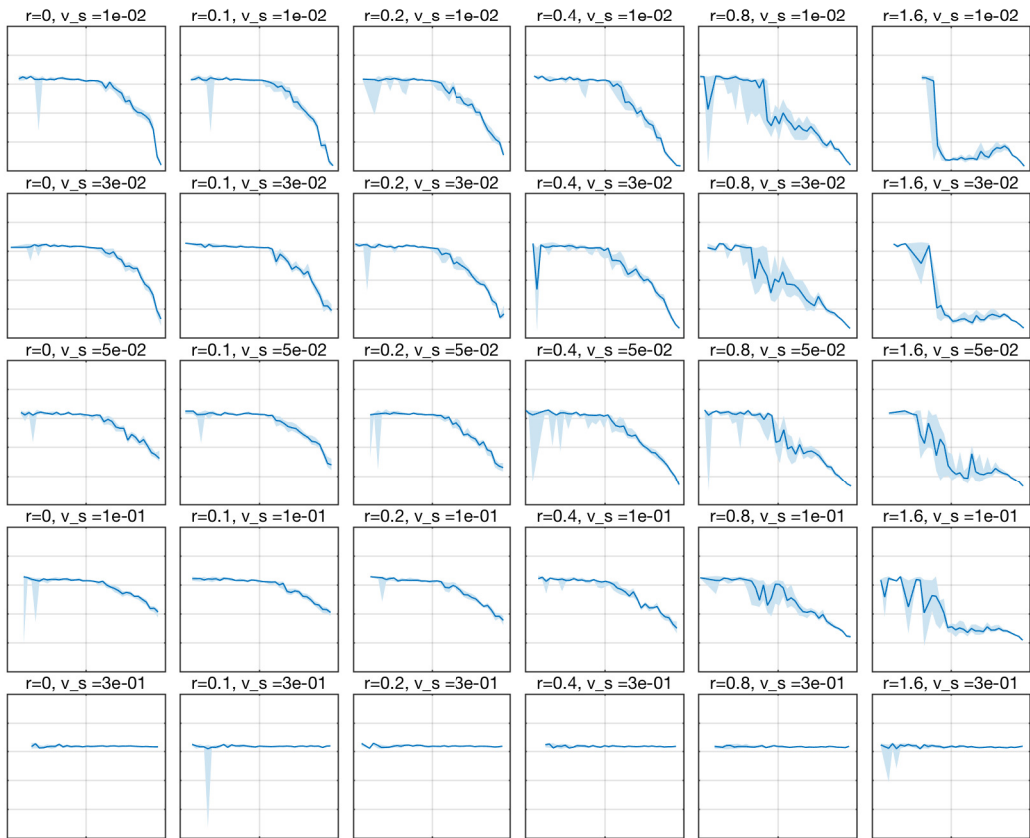 r=0, v_s =1e-02
r=0.1, v_s =1e-02
r=0.2, v_s =1e-02
r=0.4, v_s =1e-02
r=0.8, v_s =1e-02
r=1.6, v_s =1e-02
r=0, v_s =3e-02
r=0.1, v_s =3e-02
r=0.2, v_s =3e-02
r=0.4, v_s =3e-02
r=0.8, v_s =3e-02
r=1.6, v_s =3e-02
r=0, v_s =5e-02
r=0.1, v_s =5e-02
r=0.2, v_s =5e-02
r=0.4, v_s =5e-02
r=0.8, v_s =5e-02
r=1.6, v_s =5e-02
r=0, v_s =1e-01
r=0.1, v_s =1e-01
r=0.2, v_s =1e-01
r=0.4, v_s =1e-01
r=0.8, v_s =1e-01
r=1.6, v_s =1e-01
r=0, v_s =3e-01
r=0.1, v_s =3e-01
r=0.2, v_s =3e-01
r=0.4, v_s =3e-01
r=0.8, v_s =3e-01
r=1.6, v_s =3e-01